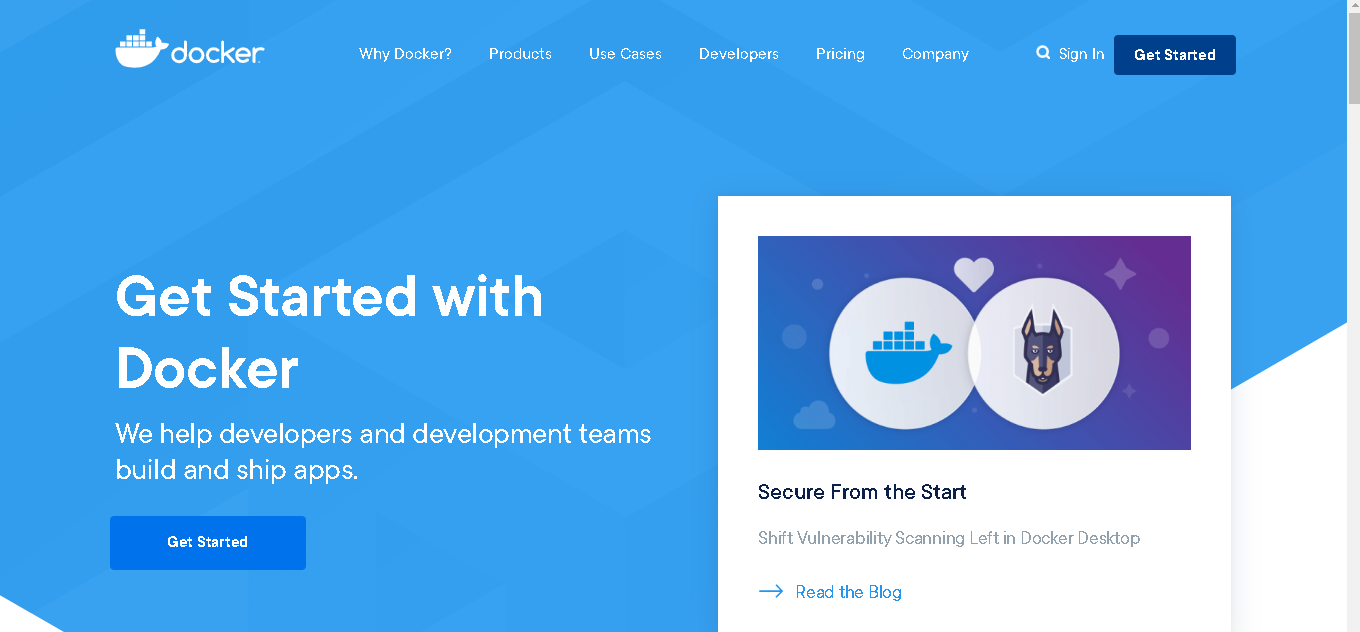 docker
Why Docker?
Products
Use Cases
Developers
Pricing
Company
Sign In
Get Started
Get Started with
Docker
We help developers and development teams
build and ship apps.
Get Started
Secure From the Start
Shift Vulnerability Scanning Left in Docker Desktop
Read the Blog